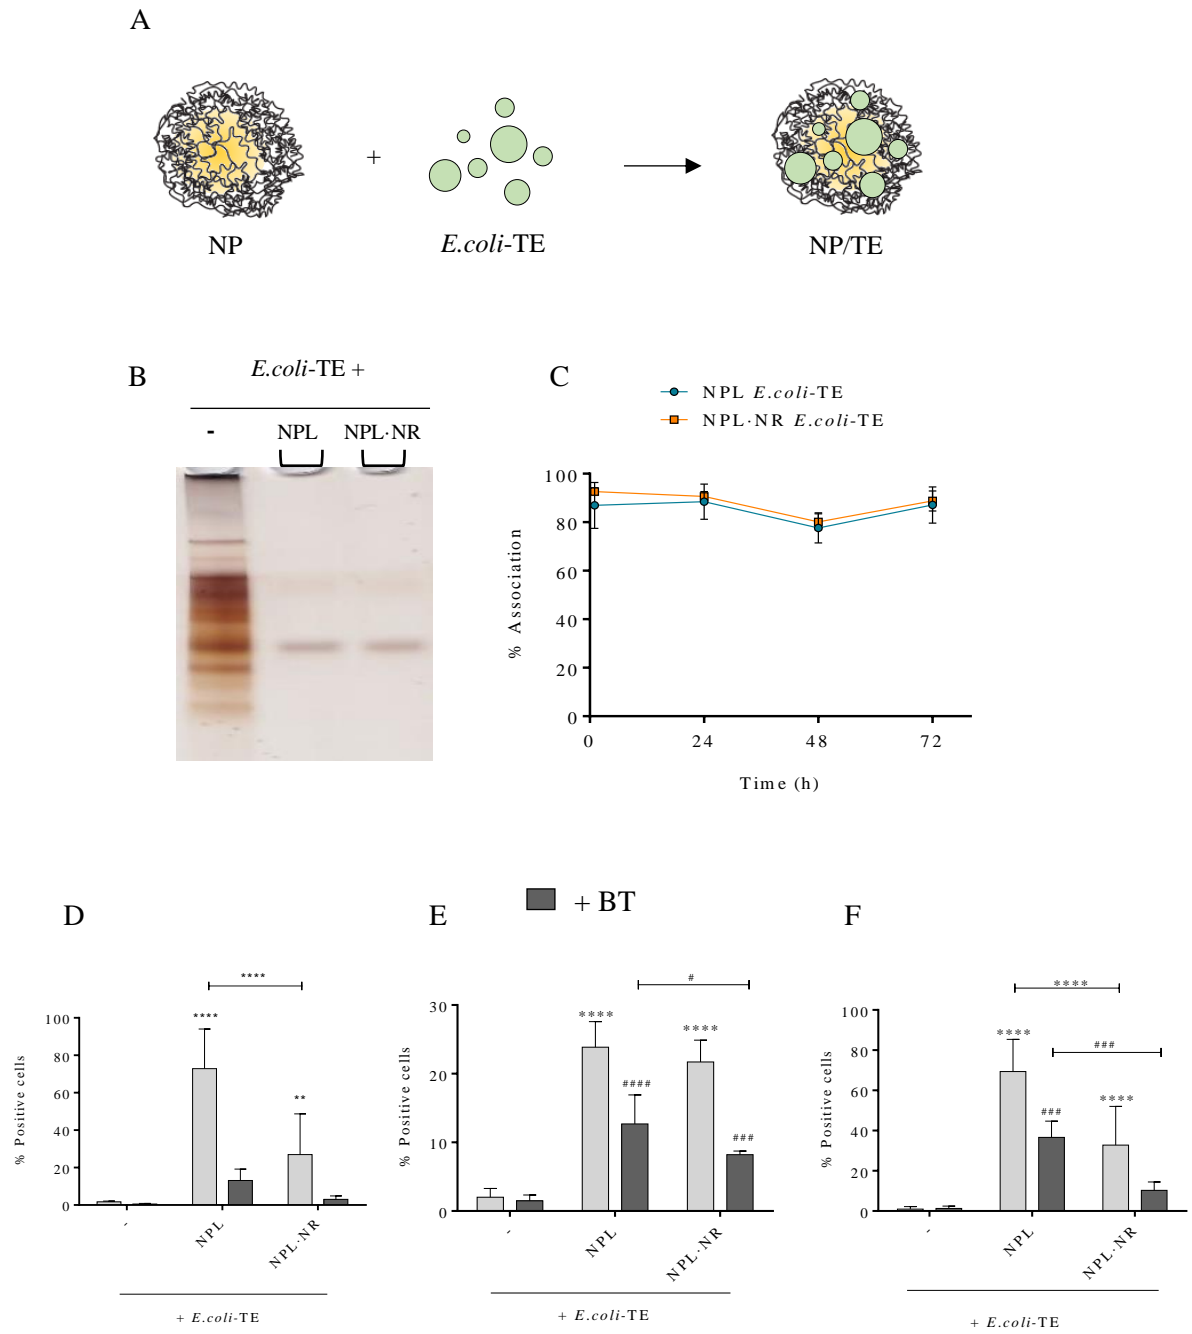 A
+
NP
E.coli-TE
NP/TE
B
E.coli-TE +
-
NPL
NPL·NR
C
NPL E.coli-TE
NPL·NR E.coli-TE
100
80
60
40
20
0
% Association
0 24 48 72
Time (h)
+ BT
D
****
****
**
100
80
60
40
20
0
% Positive cells
-
NPL
NPL·NR
+ E.coli-TE
E
#
****
****
####
###
30
20
10
0
% Positive cells
-
NPL
NPL·NR
+ E.coli-TE
F
****
****
###
###
****
100
80
60
40
20
0
% Positive cells
-
NPL
NPL·NR
+ E.coli-TE